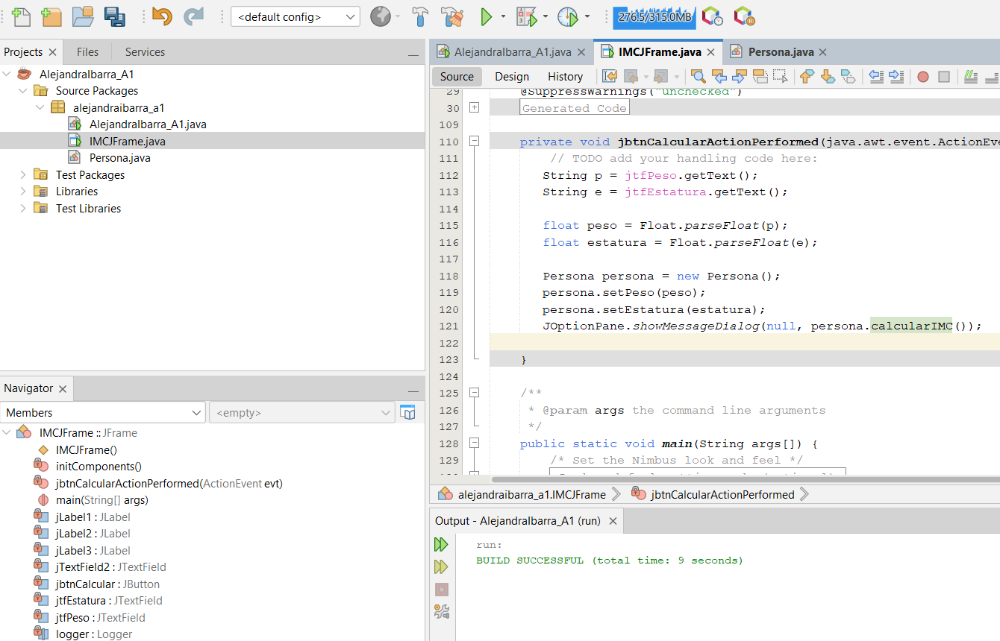 <default config>
276.5/315.0MB
Projects
Files
Services
AlejandraIbarra_A1
Source Packages
alejandraibarra_a1
AlejandraIbarra_A1.java
IMCJFrame.java
Persona.java
Test Packages
Libraries
Test Libraries
Navigator
Members
<empty>
IMCJFrame :: JFrame
IMCJFrame()
initComponents()
jbtnCalcularActionPerformed(ActionEvent evt)
main(String[] args)
jLabel1 : JLabel
jLabel2 : JLabel
jLabel3 : JLabel
jTextField2 : JTextField
jbtnCalcular : JButton
jtfEstatura : JTextField
jtfPeso : JTextField
logger : Logger
AlejandraIbarra_A1.java
IMCJFrame.java
Persona.java
Source
Design
History
29 @SuppressWarnings("unchecked")
30 Generated Code
109
110 private void jbtnCalcularActionPerformed(java.awt.event.ActionEv
111 // TODO add your handling code here:
112 String p = jtfPeso.getText();
113 String e = jtfEstatura.getText();
114
115 float peso = Float.parseFloat(p);
116 float estatura = Float.parseFloat(e);
117
118 Persona persona = new Persona();
119 persona.setPeso(peso);
120 persona.setEstatura(estatura);
121 JOptionPane.showMessageDialog(null, persona.calcularIMC());
122
123 }
124
125 /**
126 * @param args the command line arguments
127 */
128 public static void main(String args[]) {
129 /* Set the Nimbus look and feel */
alejandraibarra_a1.IMCJFrame
jbtnCalcularActionPerformed
Output - AlejandraIbarra_A1 (run)
run:
BUILD SUCCESSFUL (total time: 9 seconds)